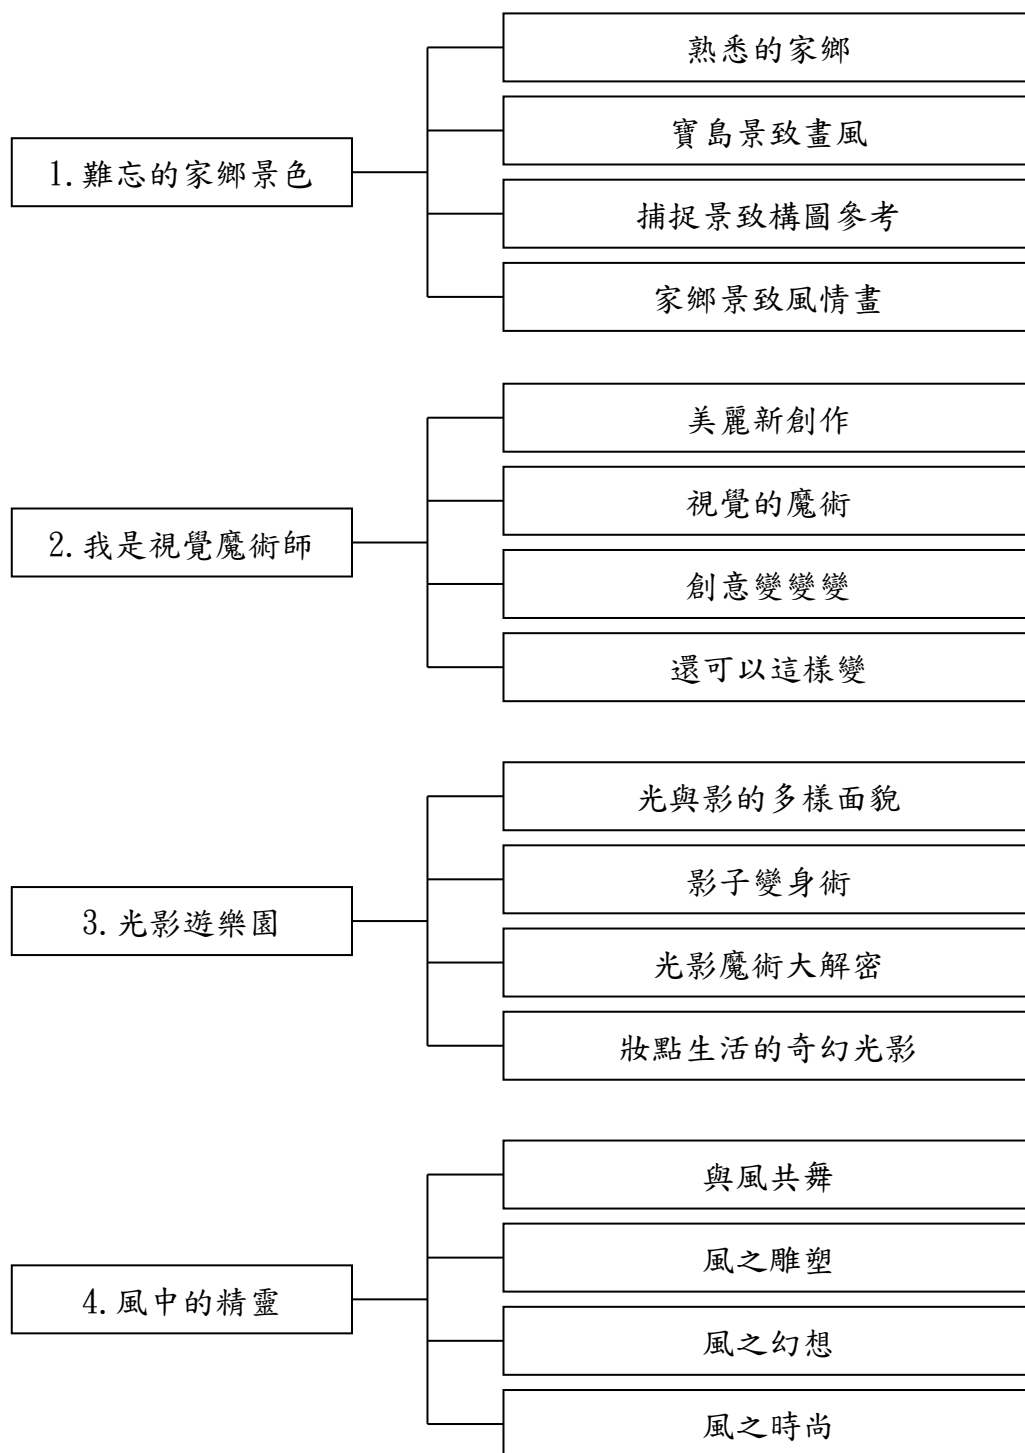 1.難忘的家鄉景色
熟悉的家鄉
寶島景致畫風
捕捉景致構圖參考
家鄉景致風情畫
2.我是視覺魔術師
美麗新創作
視覺的魔術
創意變變變
還可以這樣變
3.光影遊樂園
光與影的多樣面貌
影子變身術
光影魔術大解密
妝點生活的奇幻光影
4.風中的精靈
與風共舞
風之雕塑
風之幻想
風之時尚